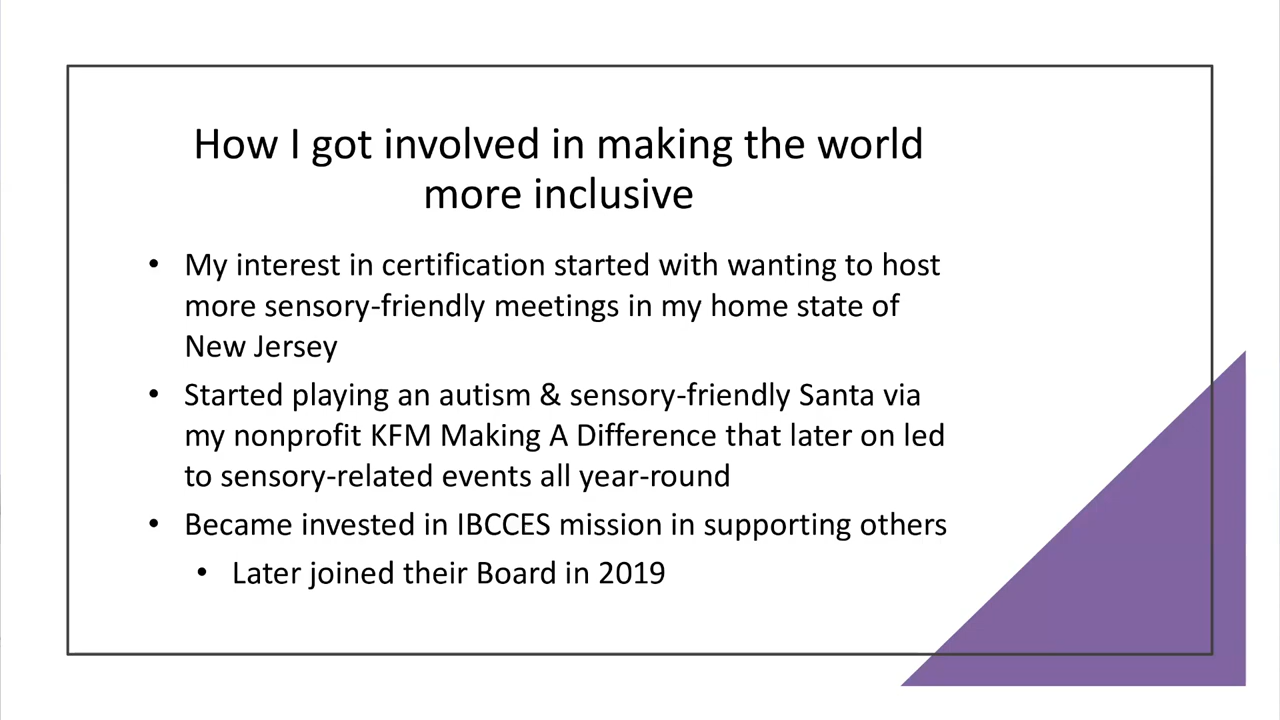 How I got involved in making the world
more inclusive
• My interest in certification started with wanting to host
more sensory-friendly meetings in my home state of
New Jersey
• Started playing an autism & sensory-friendly Santa via
my nonprofit KFM Making A Difference that later on led
to sensory-related events all year-round
• Became invested in IBCCES mission in supporting others
• Later joined their Board in 2019